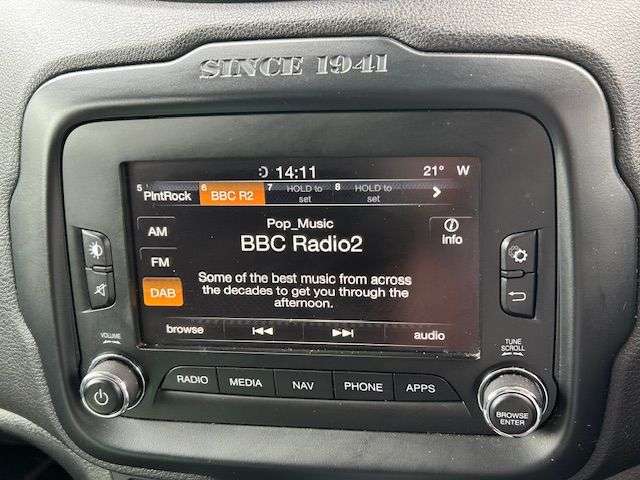 SINCE 1941
14:11 21° W
5 PlntRock 6 BBC R2 7 HOLD to set 8 HOLD to set
AM
FM
DAB
Pop_Music
BBC Radio2
Some of the best music from across
the decades to get you through the
afternoon.
i
info
browse audio
VOLUME
TUNE
SCROLL
RADIO MEDIA NAV PHONE APPS
BROWSE
ENTER